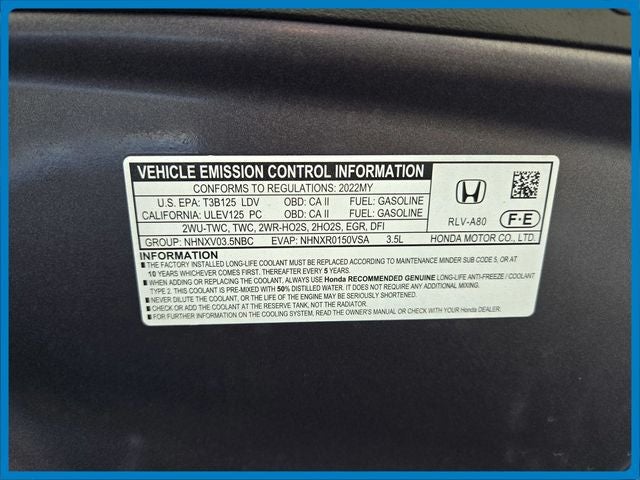 VEHICLE EMISSION CONTROL INFORMATION
CONFORMS TO REGULATIONS: 2022MY
U.S. EPA: T3B125 LDV OBD: CA II FUEL: GASOLINE
CALIFORNIA: ULEV125 PC OBD: CA II FUEL: GASOLINE
2WU-TWC, TWC, 2WR-HO2S, 2HO2S, EGR, DFI
GROUP: NHNXV03.5NBC EVAP: NHNXR0150VSA 3.5L
RLV-A80
F·E
HONDA MOTOR CO., LTD.
INFORMATION
■ THE FACTORY INSTALLED LONG-LIFE COOLANT MUST BE REPLACED ACCORDING TO MAINTENANCE MINDER SUB CODE 5, OR AT
10 YEARS WHICHEVER COMES FIRST. THEREAFTER EVERY 5 YEARS.
■ WHEN ADDING OR REPLACING THE COOLANT, ALWAYS USE Honda RECOMMENDED GENUINE LONG-LIFE ANTI-FREEZE / COOLANT
TYPE 2. THIS COOLANT IS PRE-MIXED WITH 50% DISTILLED WATER. IT DOES NOT REQUIRE ANY ADDITIONAL MIXING.
■ NEVER DILUTE THE COOLANT, OR THE LIFE OF THE ENGINE MAY BE SERIOUSLY SHORTENED.
■ CHECK OR ADD THE COOLANT AT THE RESERVE TANK, NOT THE RADIATOR.
■ FOR FURTHER INFORMATION ON THE COOLING SYSTEM, READ THE OWNER'S MANUAL OR CHECK WITH YOUR Honda DEALER.